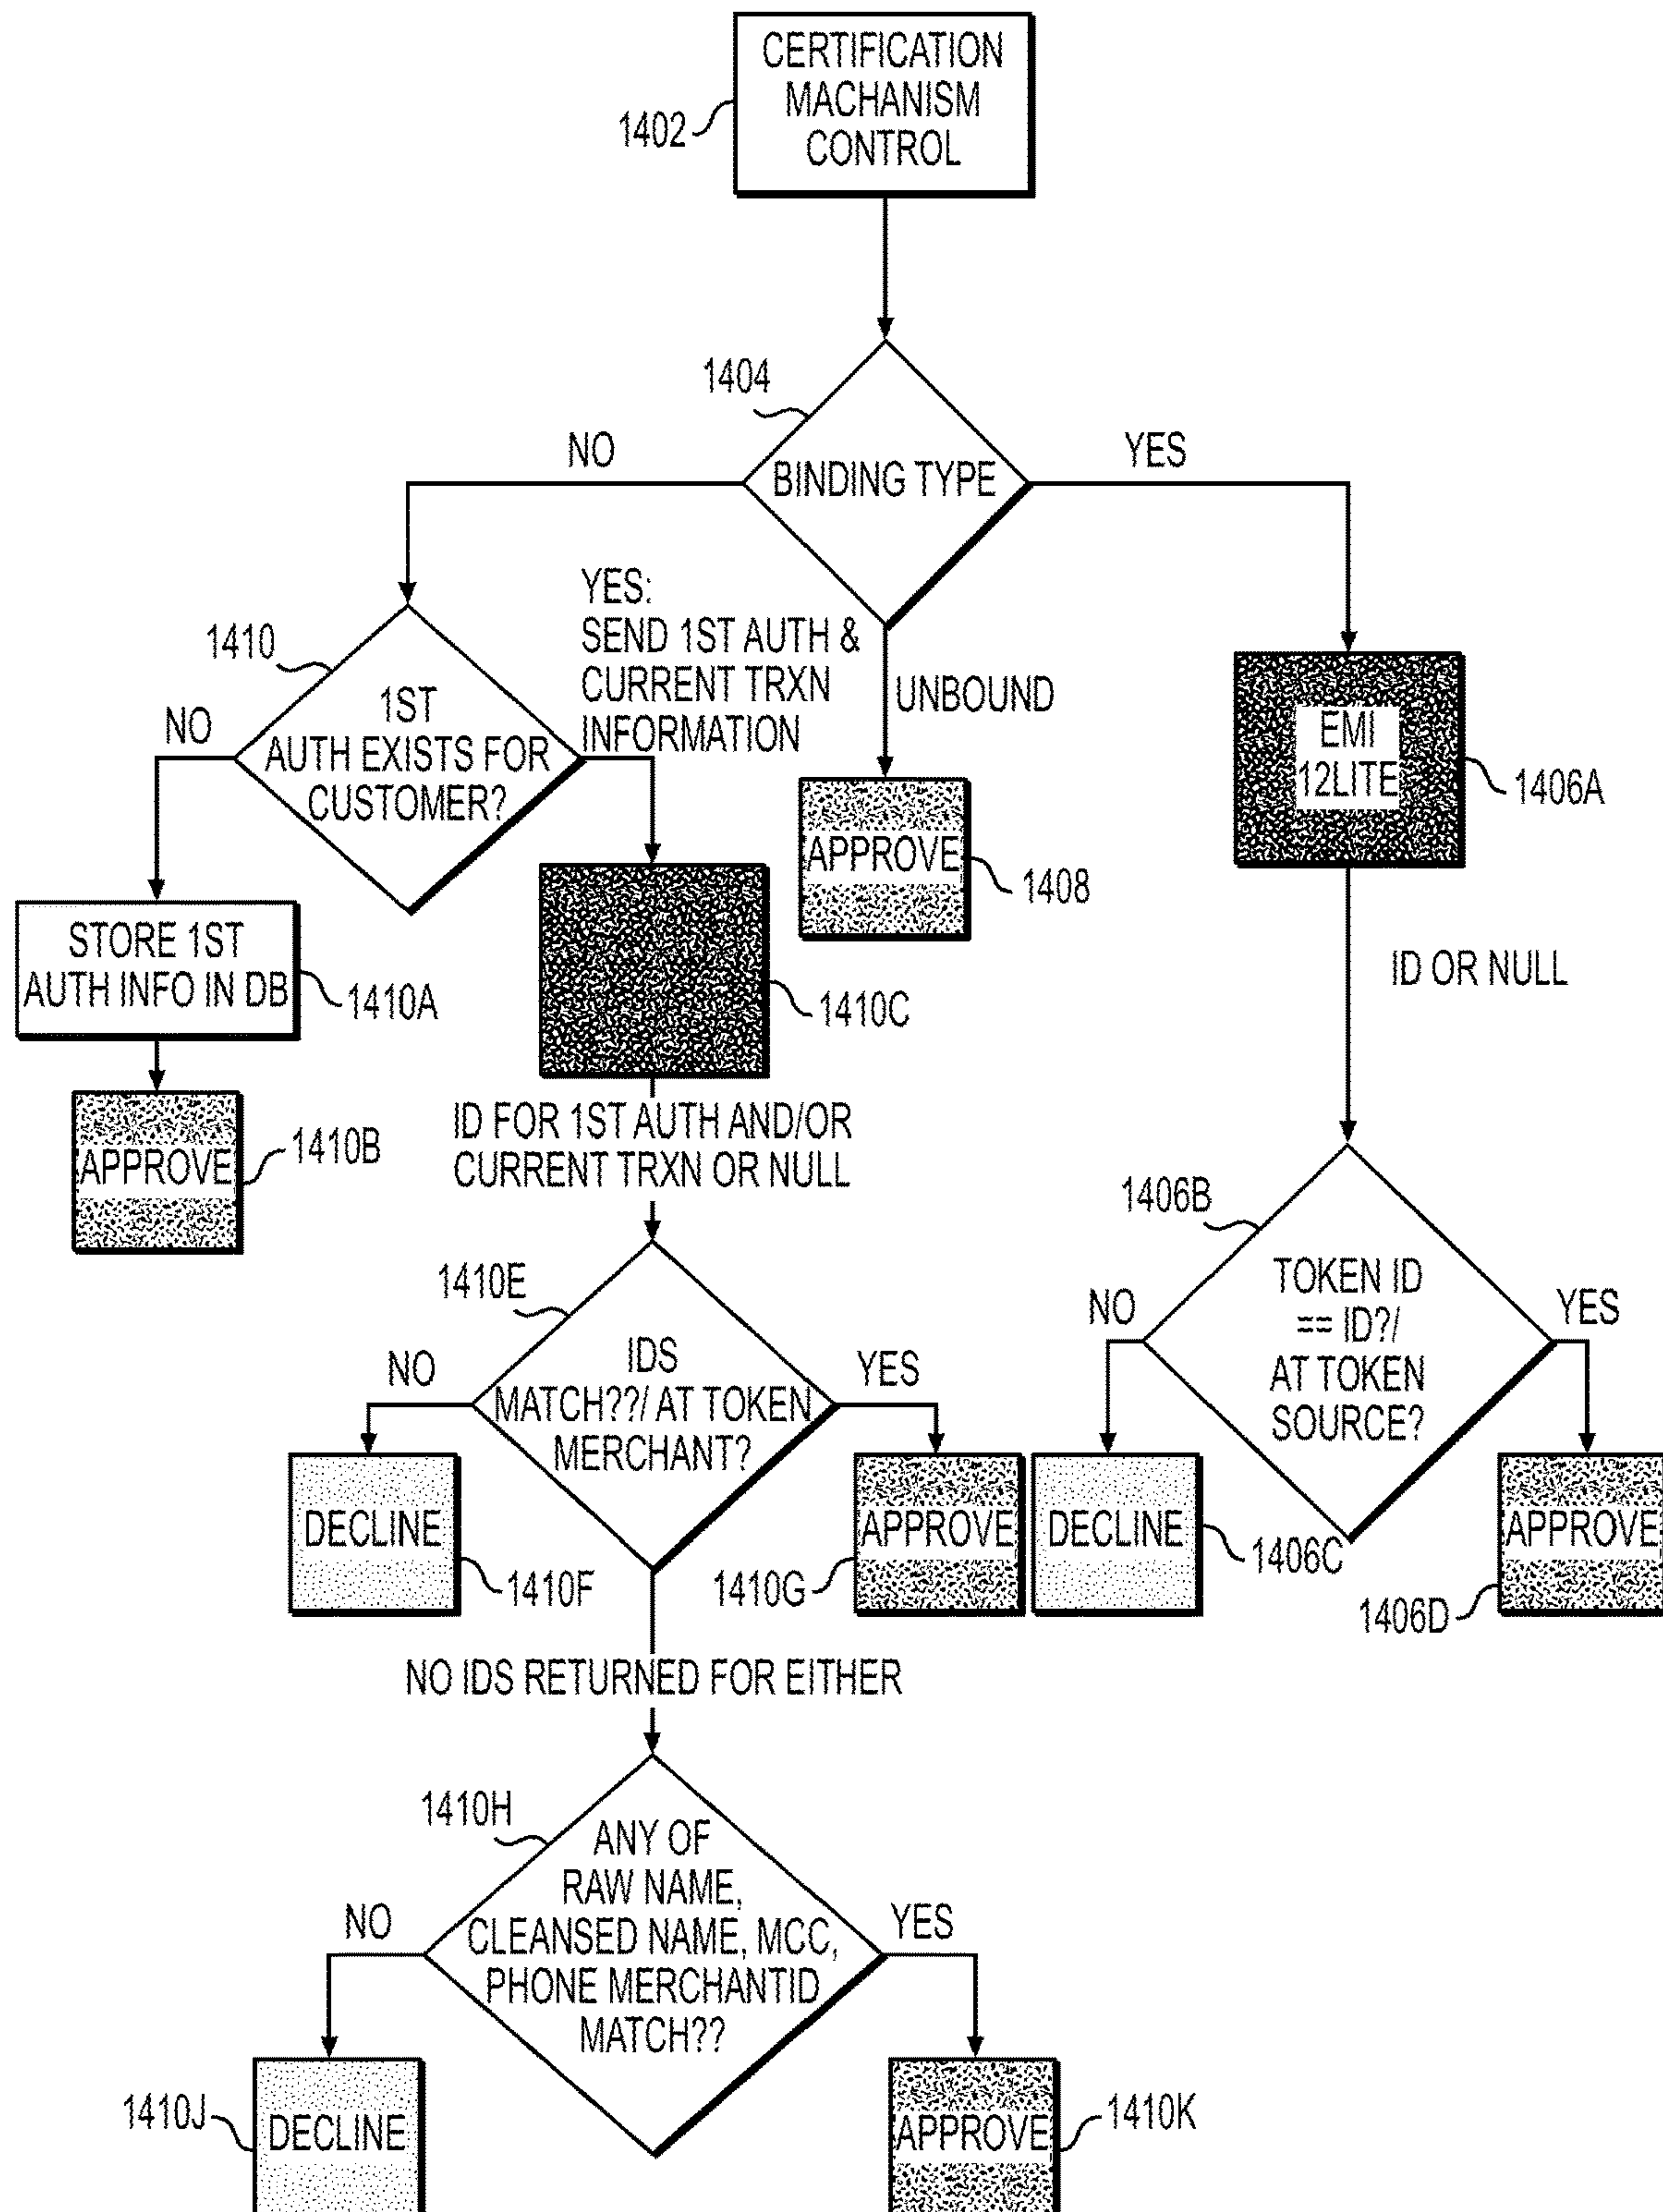 CERTIFICATION
MACHANISM
CONTROL
1402
1404
BINDING TYPE
NO
YES
YES:
SEND 1ST AUTH &
CURRENT TRXN
INFORMATION
UNBOUND
1410
1ST
AUTH EXISTS FOR
CUSTOMER?
NO
EMI
12LITE
1406A
APPROVE
1408
STORE 1ST
AUTH INFO IN DB
1410A
1410C
ID OR NULL
APPROVE
1410B
ID FOR 1ST AUTH AND/OR
CURRENT TRXN OR NULL
1406B
TOKEN ID
== ID?/
AT TOKEN
SOURCE?
NO
YES
1410E
IDS
MATCH??/ AT TOKEN
MERCHANT?
NO
YES
DECLINE
1410F
APPROVE
1410G
DECLINE
1406C
APPROVE
1406D
NO IDS RETURNED FOR EITHER
1410H
ANY OF
RAW NAME,
CLEANSED NAME, MCC,
PHONE MERCHANTID
MATCH??
NO
YES
DECLINE
1410J
APPROVE
1410K